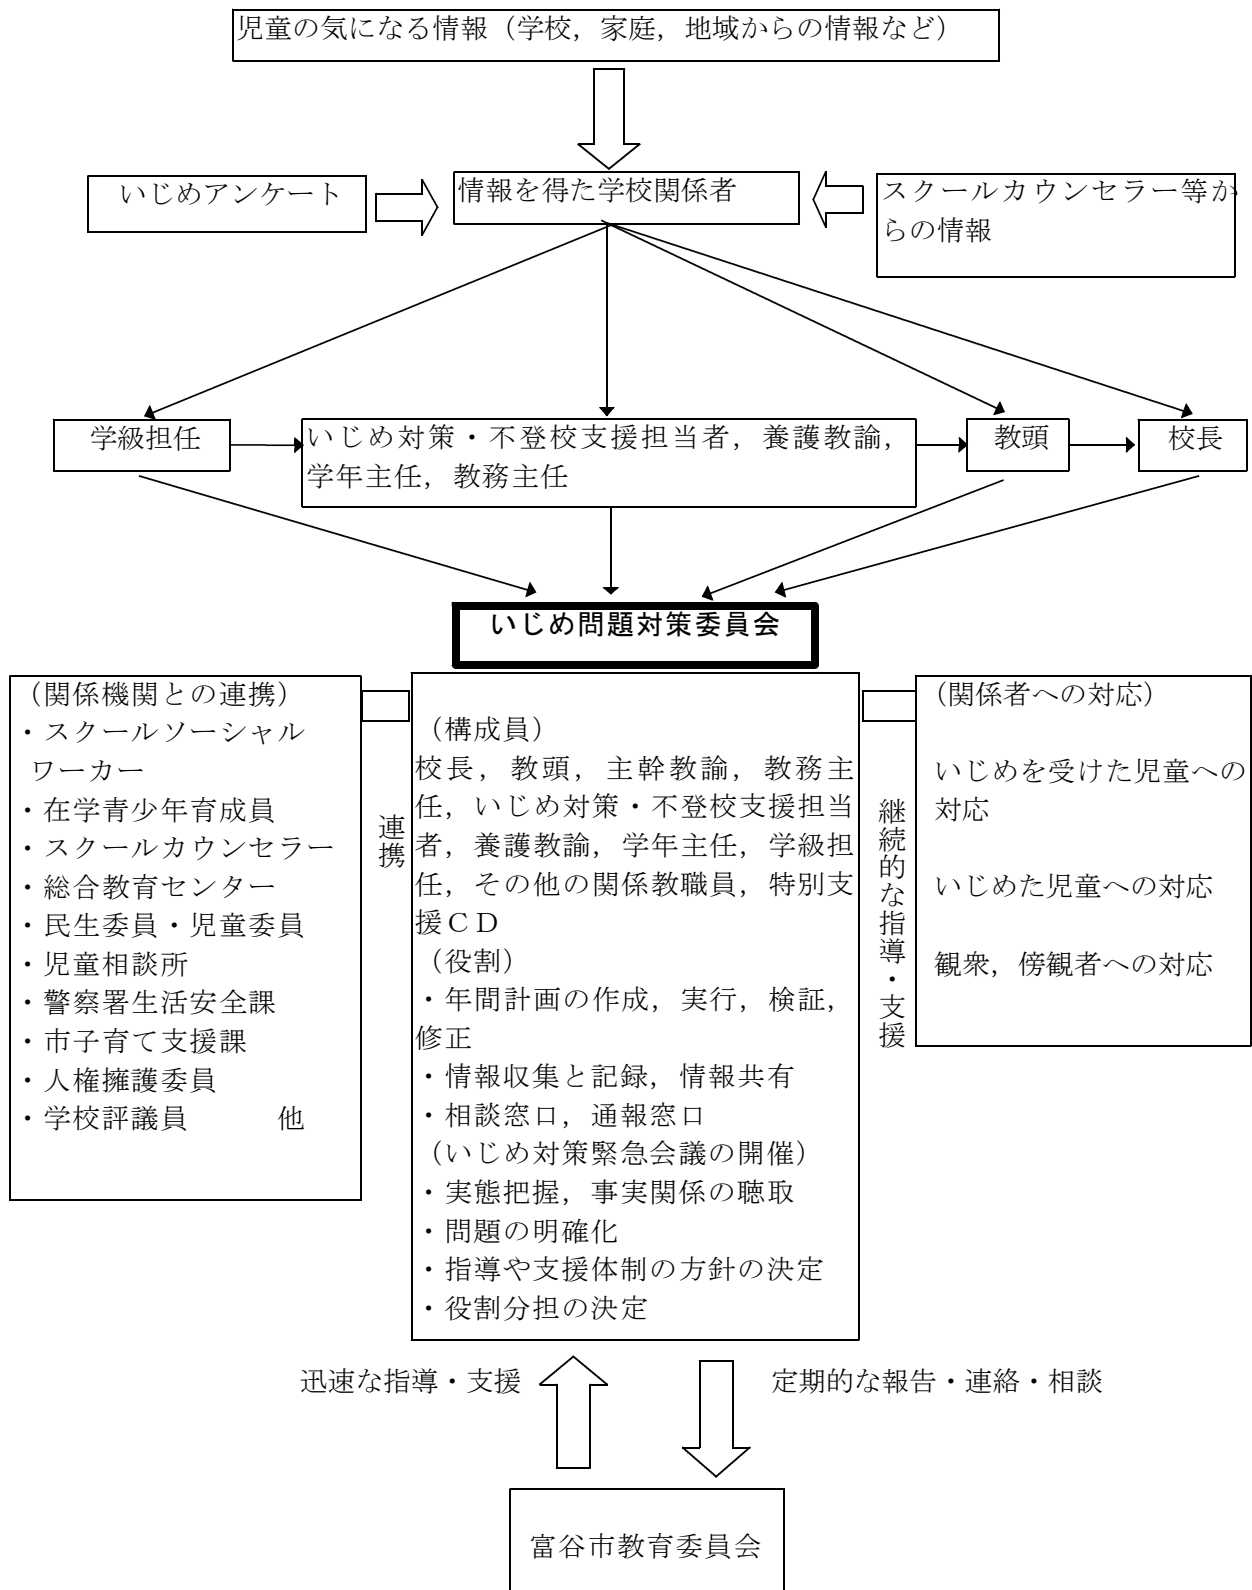 児童の気になる情報（学校，家庭，地域からの情報など）
いじめアンケート
情報を得た学校関係者
スクールカウンセラー等か
らの情報
学級担任
いじめ対策・不登校支援担当者，養護教諭，
学年主任，教務主任
教頭
校長
いじめ問題対策委員会
（関係機関との連携）
・スクールソーシャル
ワーカー
・在学青少年育成員
・スクールカウンセラー
・総合教育センター
・民生委員・児童委員
・児童相談所
・警察署生活安全課
・市子育て支援課
・人権擁護委員
・学校評議員　　　他
連携
（構成員）
校長，教頭，主幹教諭，教務主
任，いじめ対策・不登校支援担当
者，養護教諭，学年主任，学級担
任，その他の関係教職員，特別支
援ＣＤ
（役割）
・年間計画の作成，実行，検証，
修正
・情報収集と記録，情報共有
・相談窓口，通報窓口
（いじめ対策緊急会議の開催）
・実態把握，事実関係の聴取
・問題の明確化
・指導や支援体制の方針の決定
・役割分担の決定
継続的な指導・支援
（関係者への対応）
いじめを受けた児童への
対応
いじめた児童への対応
観衆，傍観者への対応
迅速な指導・支援
定期的な報告・連絡・相談
富谷市教育委員会